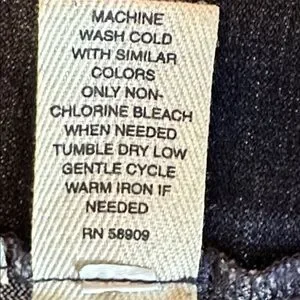 MACHINE
WASH COLD
WITH SIMILAR
COLORS
ONLY NON-
CHLORINE BLEACH
WHEN NEEDED
TUMBLE DRY LOW
GENTLE CYCLE
WARM IRON IF
NEEDED
RN 58909